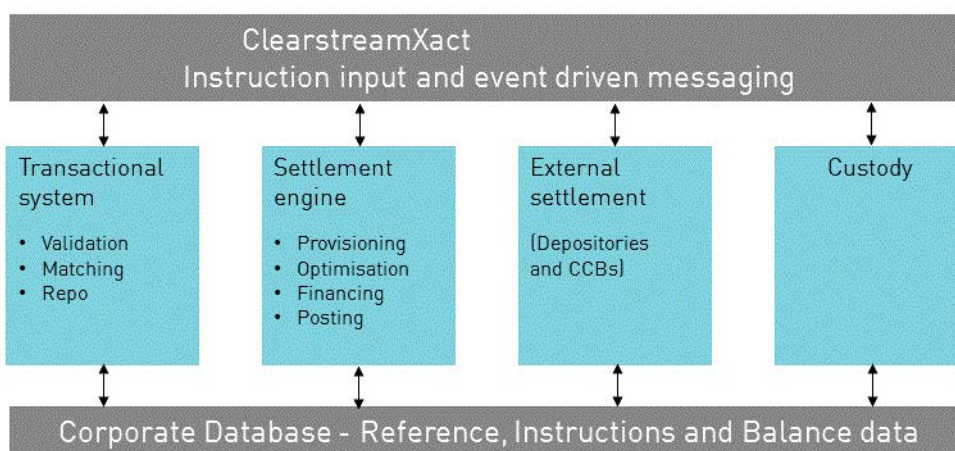 ClearstreamXact
Instruction input and event driven messaging
Transactional
system
• Validation
• Matching
• Repo
Settlement
engine
• Provisioning
• Optimisation
• Financing
• Posting
External
settlement
(Depositories
and CCBs)
Custody
Corporate Database - Reference, Instructions and Balance data